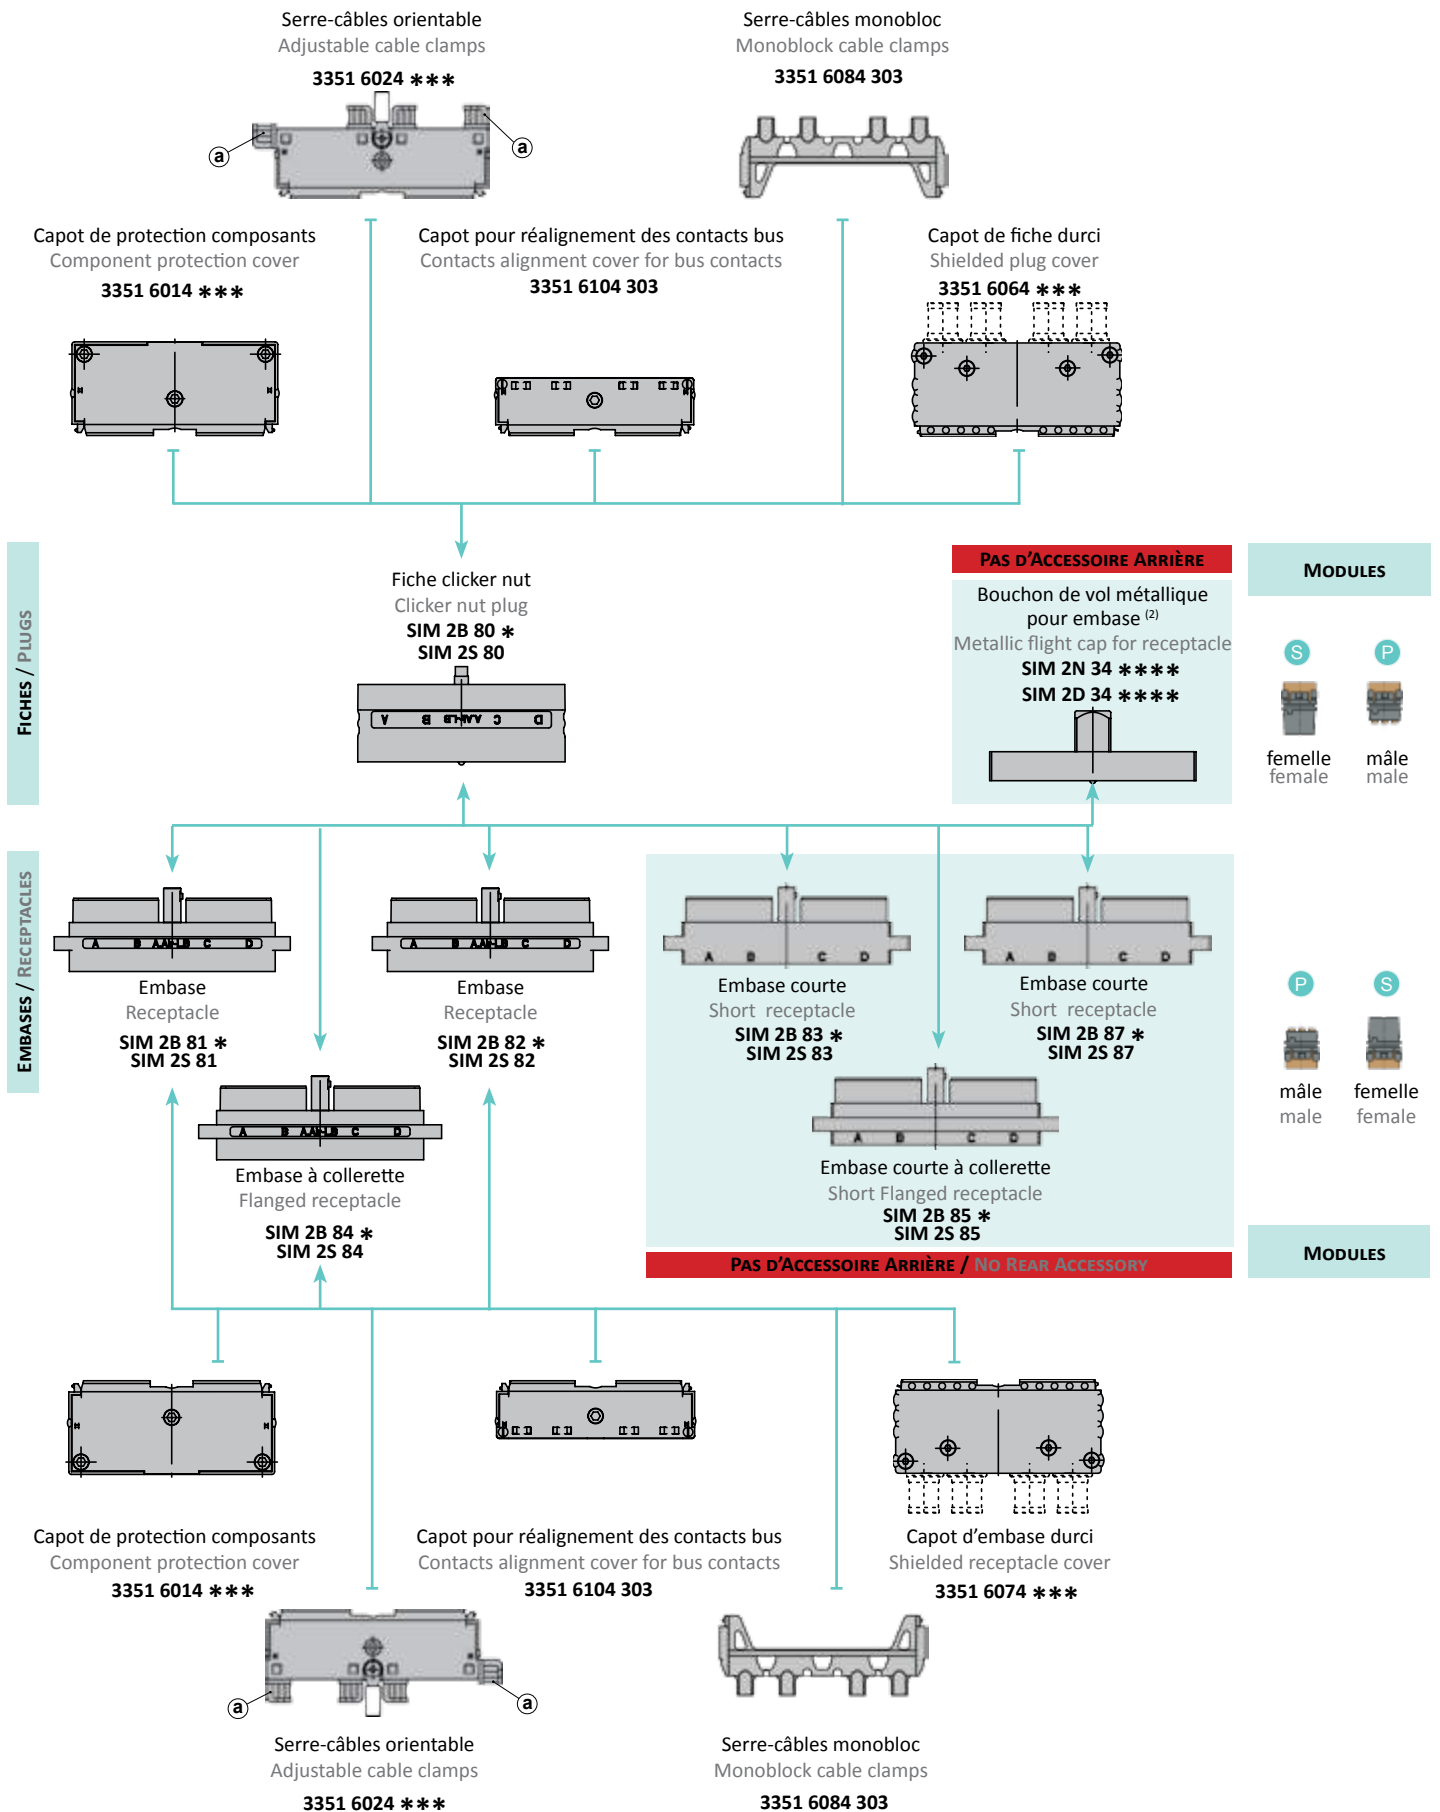 Serre-câbles orientable
Adjustable cable clamps
3351 6024 ***
Serre-câbles monobloc
Monoblock cable clamps
3351 6084 303
a
a
Capot de protection composants
Component protection cover
3351 6014 ***
Capot pour réalignement des contacts bus
Contacts alignment cover for bus contacts
3351 6104 303
Capot de fiche durci
Shielded plug cover
3351 6064 ***
FICHES / PLUGS
Fiche clicker nut
Clicker nut plug
SIM 2B 80 *
SIM 2S 80
PAS D'ACCESSOIRE ARRIÈRE
Bouchon de vol métallique
pour embase (2)
Metallic flight cap for receptacle
SIM 2N 34 ****
SIM 2D 34 ****
MODULES
S
P
femelle
female
mâle
male
EMBASES / RECEPTACLES
A B C D
Embase
Receptacle
SIM 2B 81 *
SIM 2S 81
A B C D
Embase
Receptacle
SIM 2B 82 *
SIM 2S 82
A B C D
Embase à collerette
Flanged receptacle
SIM 2B 84 *
SIM 2S 84
A B C D
Embase courte
Short receptacle
SIM 2B 83 *
SIM 2S 83
A B C D
Embase courte
Short receptacle
SIM 2B 87 *
SIM 2S 87
A B C D
Embase courte à collerette
Short Flanged receptacle
SIM 2B 85 *
SIM 2S 85
PAS D'ACCESSOIRE ARRIÈRE / NO REAR ACCESSORY
P
S
mâle
male
femelle
female
MODULES
Capot de protection composants
Component protection cover
3351 6014 ***
Capot pour réalignement des contacts bus
Contacts alignment cover for bus contacts
3351 6104 303
Capot d'embase durci
Shielded receptacle cover
3351 6074 ***
a
a
Serre-câbles orientable
Adjustable cable clamps
3351 6024 ***
Serre-câbles monobloc
Monoblock cable clamps
3351 6084 303